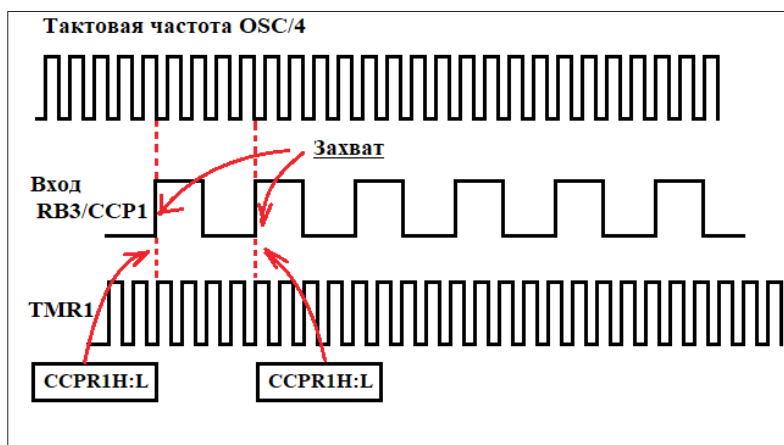 Тактовая частота OSC/4
Захват
Вход
RB3/CCP1
TMR1
CCPR1H:L
CCPR1H:L